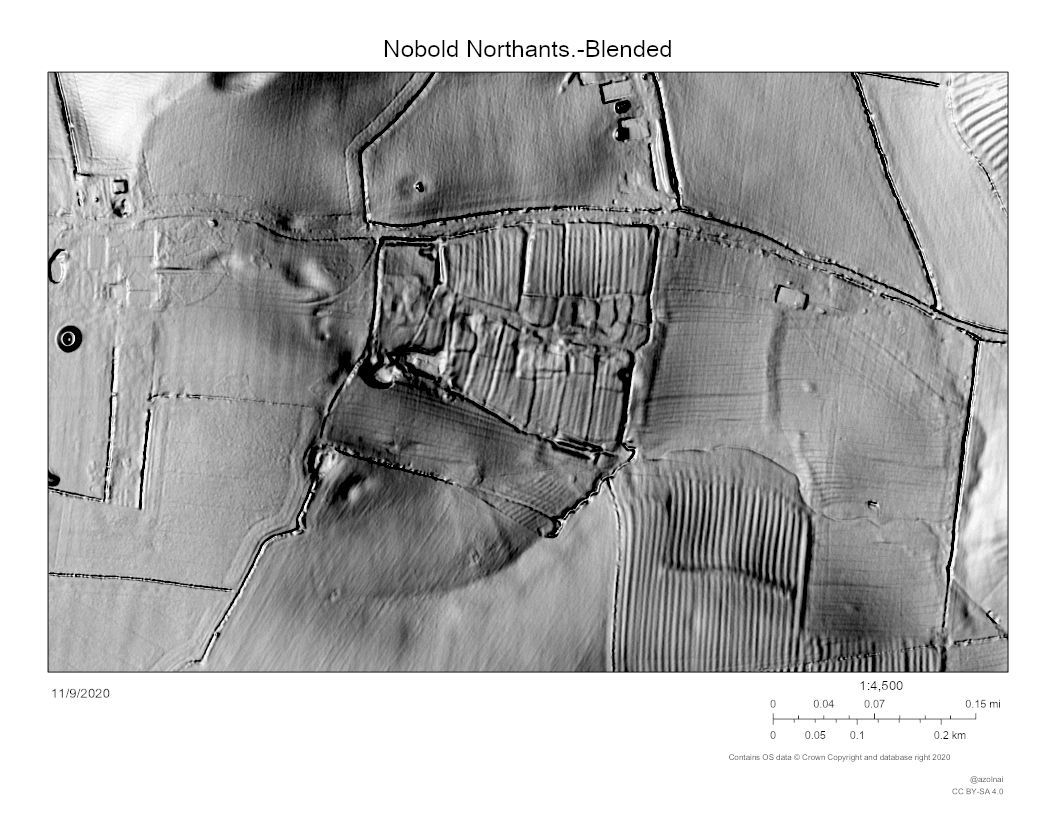 Nobold Northants.-Blended
11/9/2020
1:4,500
0 0.04 0.07 0.15 mi
0 0.05 0.1 0.2 km
Contains OS data © Crown Copyright and database right 2020
@azolnai
CC BY-SA 4.0